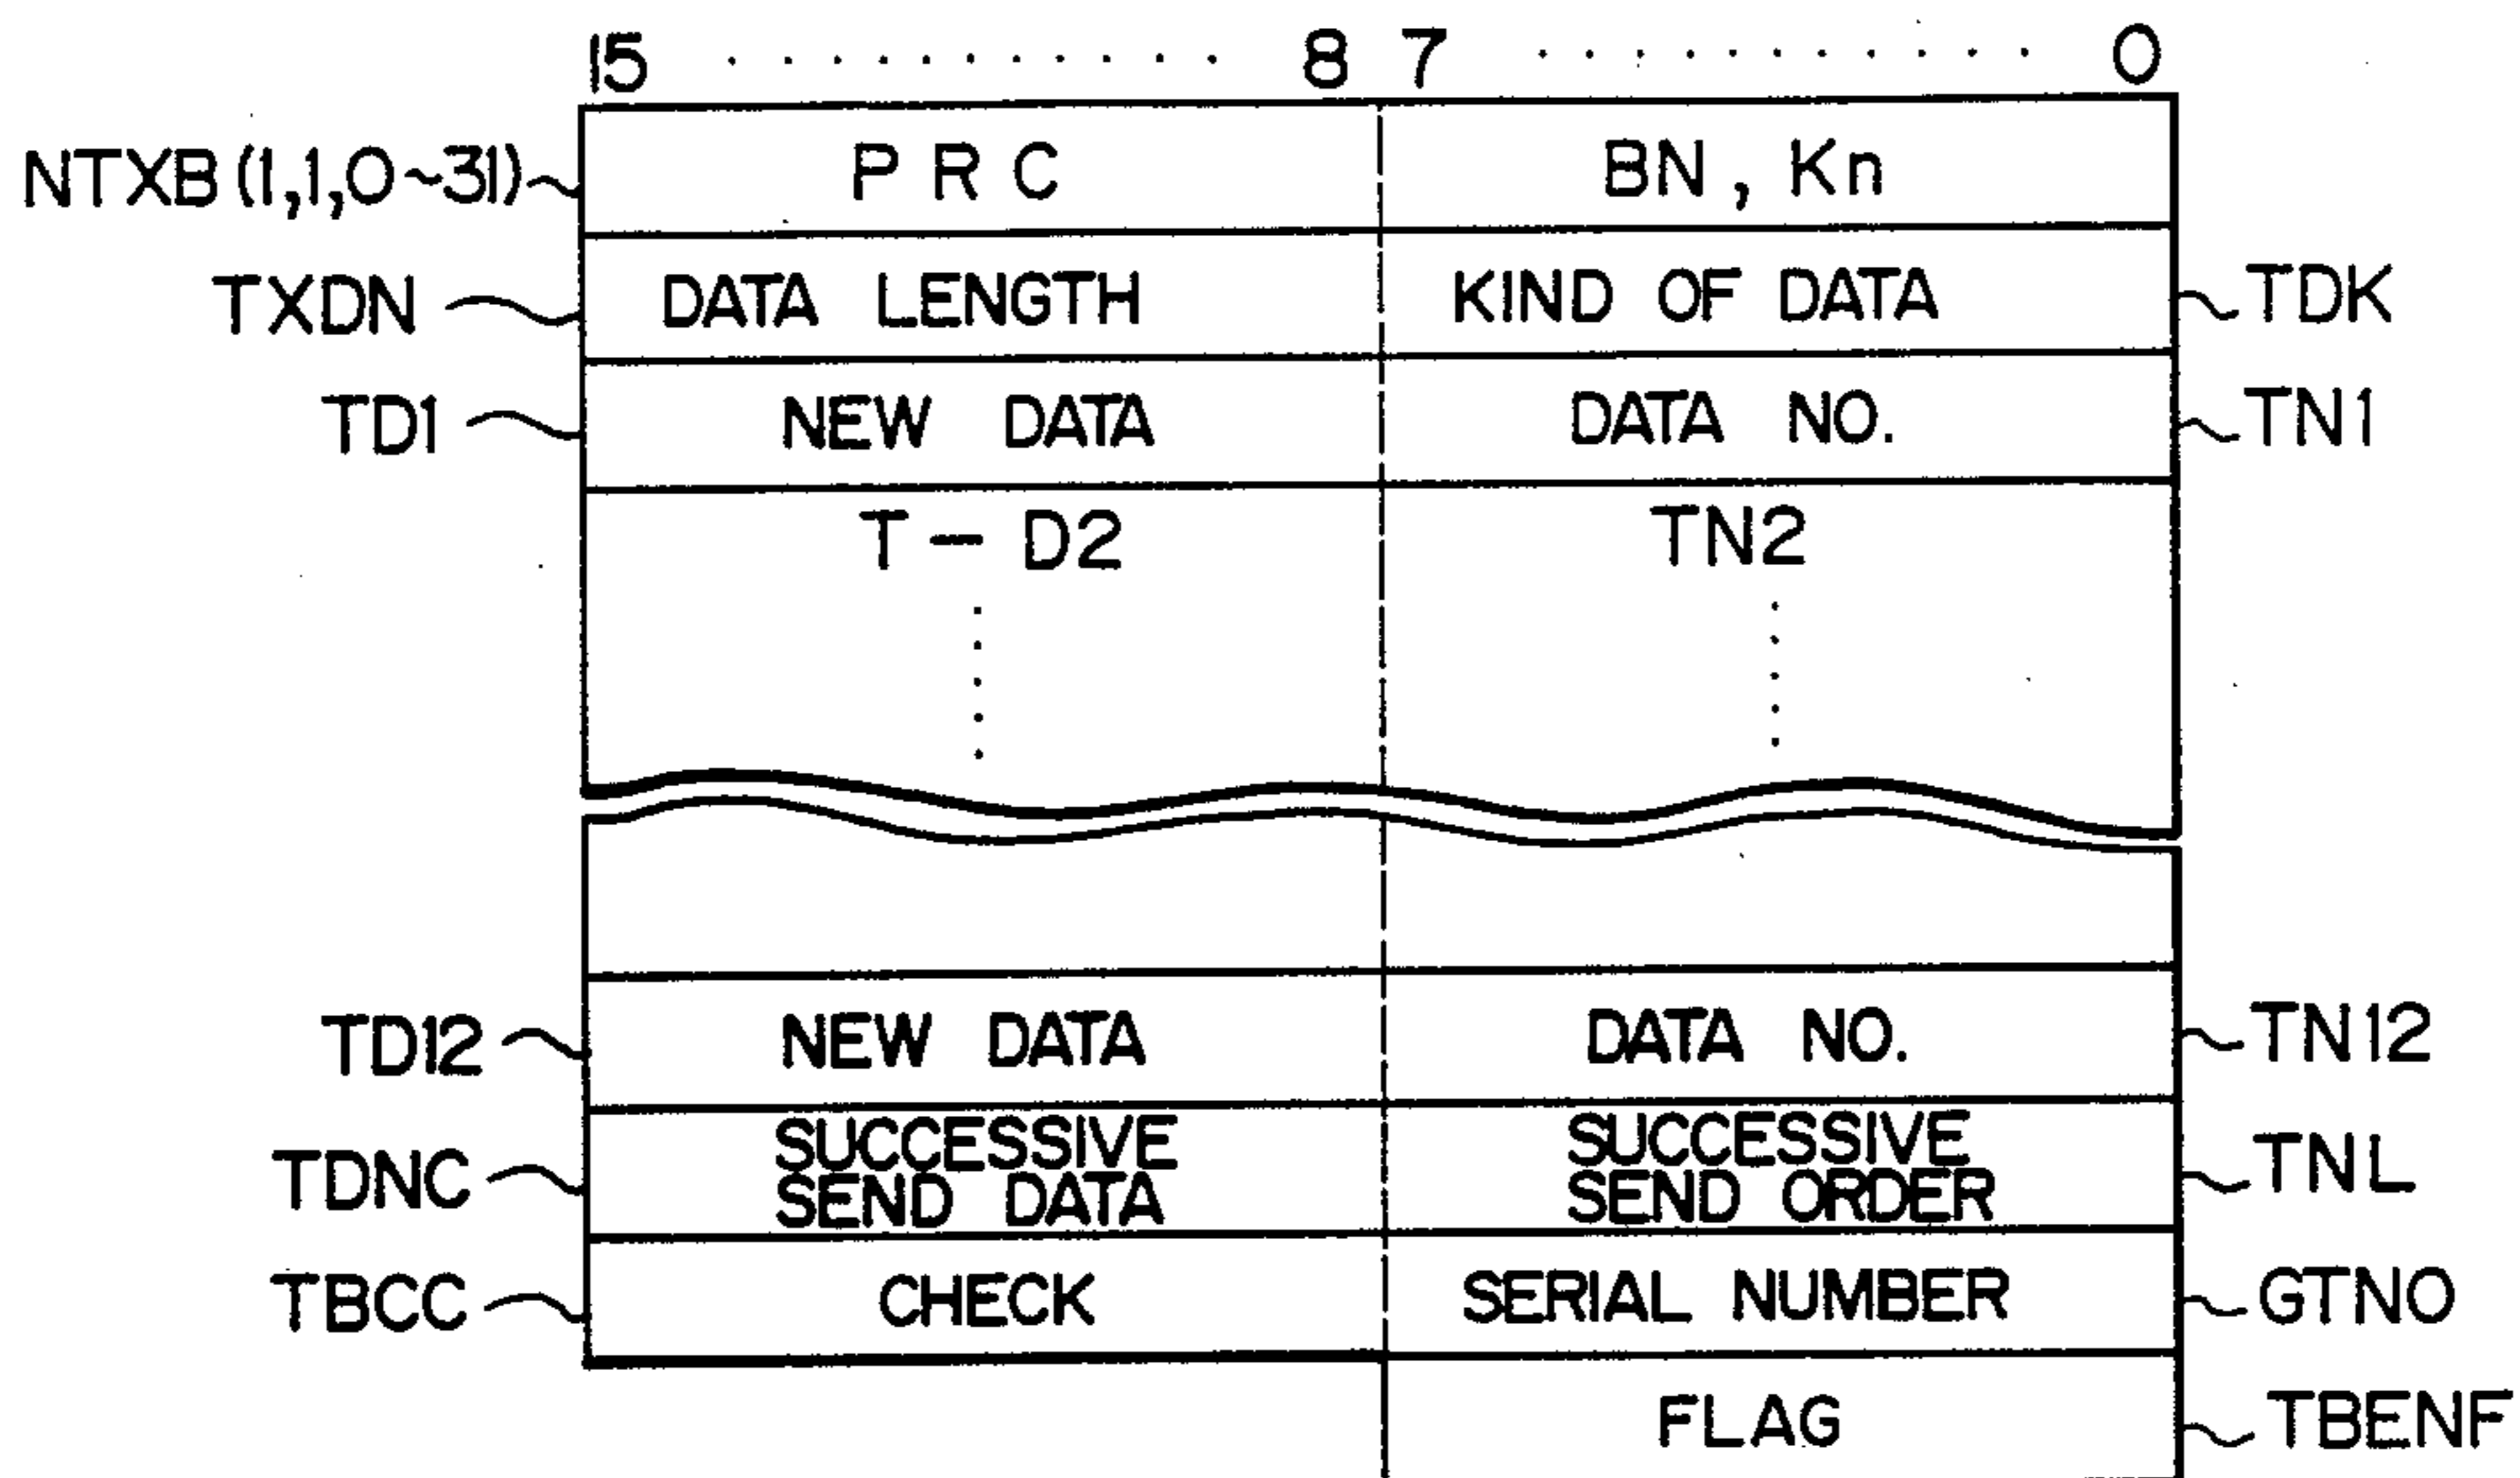 15 . . . . . . . . . . . 8 7 . . . . . . . . . . . 0
NTXB (1,1,0~31) P R C BN, Kn
TXDN DATA LENGTH KIND OF DATA TDK
TD1 NEW DATA DATA NO. TN1
T - D2 TN2
TD12 NEW DATA DATA NO. TN12
TDNC SUCCESSIVE SEND DATA SUCCESSIVE SEND ORDER TNL
TBCC CHECK SERIAL NUMBER GTNO
FLAG TBENF